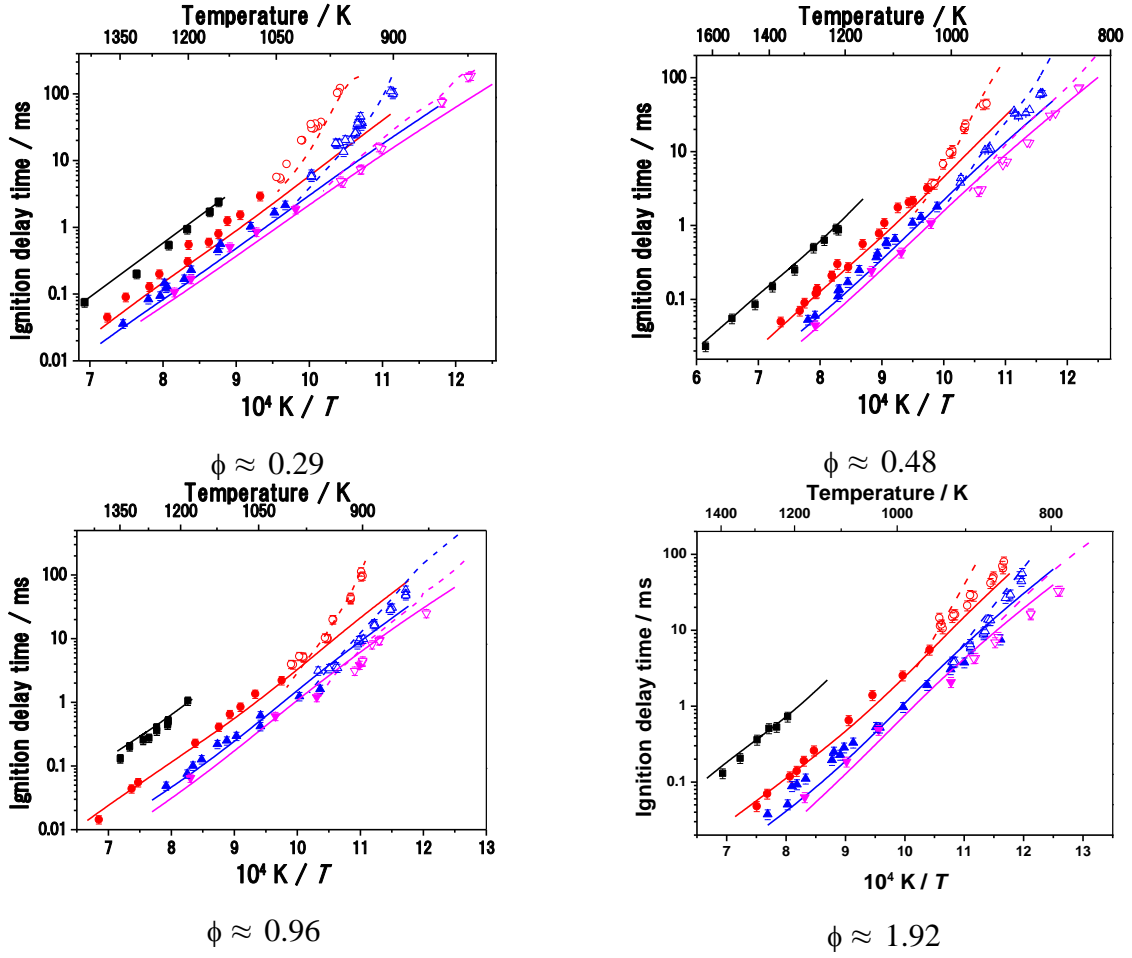 Temperature / K
1350 1200 1050 900
Ignition delay time / ms
100
10
1
0.1
0.01
7 8 9 10 11 12
10⁴ K / T
ϕ ≈ 0.29
Temperature / K
1600 1400 1200 1000 800
Ignition delay time / ms
100
10
1
0.1
6 7 8 9 10 11 12
10⁴ K / T
ϕ ≈ 0.48
Temperature / K
1350 1200 1050 900
Ignition delay time / ms
100
10
1
0.1
0.01
7 8 9 10 11 12 13
10⁴ K / T
ϕ ≈ 0.96
Temperature / K
1400 1200 1000 800
Ignition delay time / ms
100
10
1
0.1
7 8 9 10 11 12 13
10⁴ K / T
ϕ ≈ 1.92